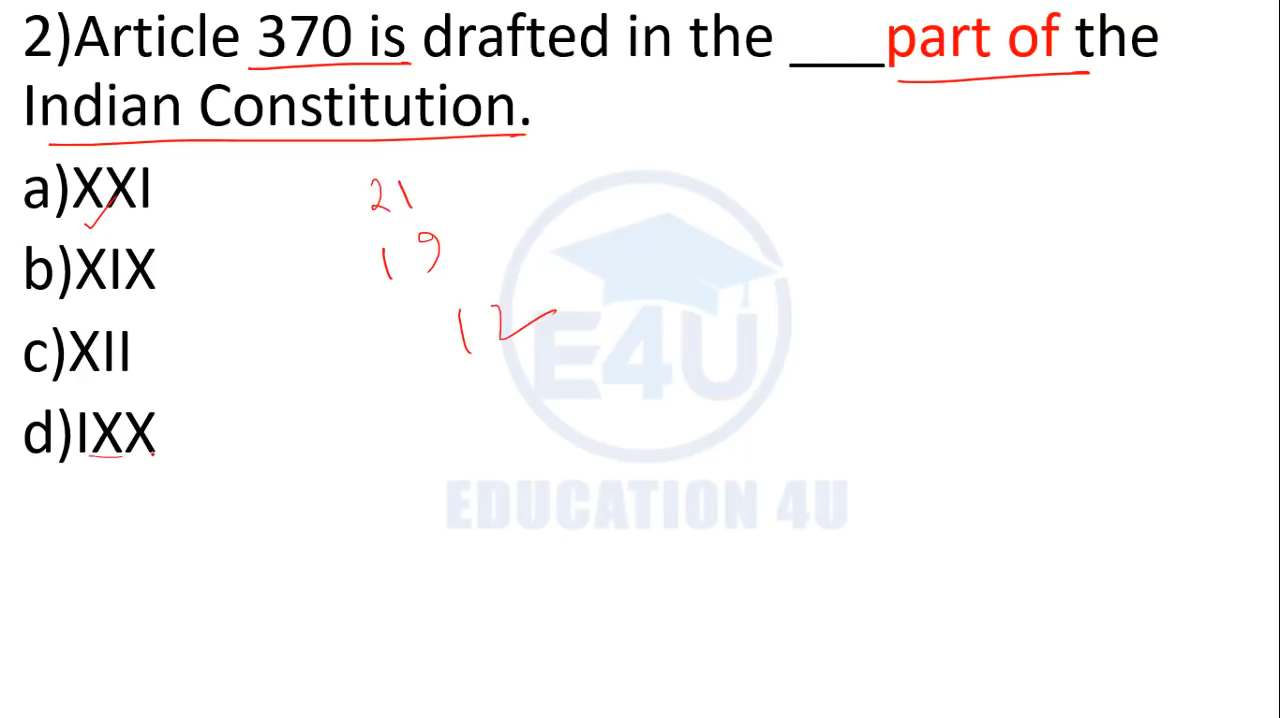 2)Article 370 is drafted in the ____part of the
Indian Constitution.
a)XXI
21
b)XIX
19
c)XII
12
d)IXX
E4U
EDUCATION 4U